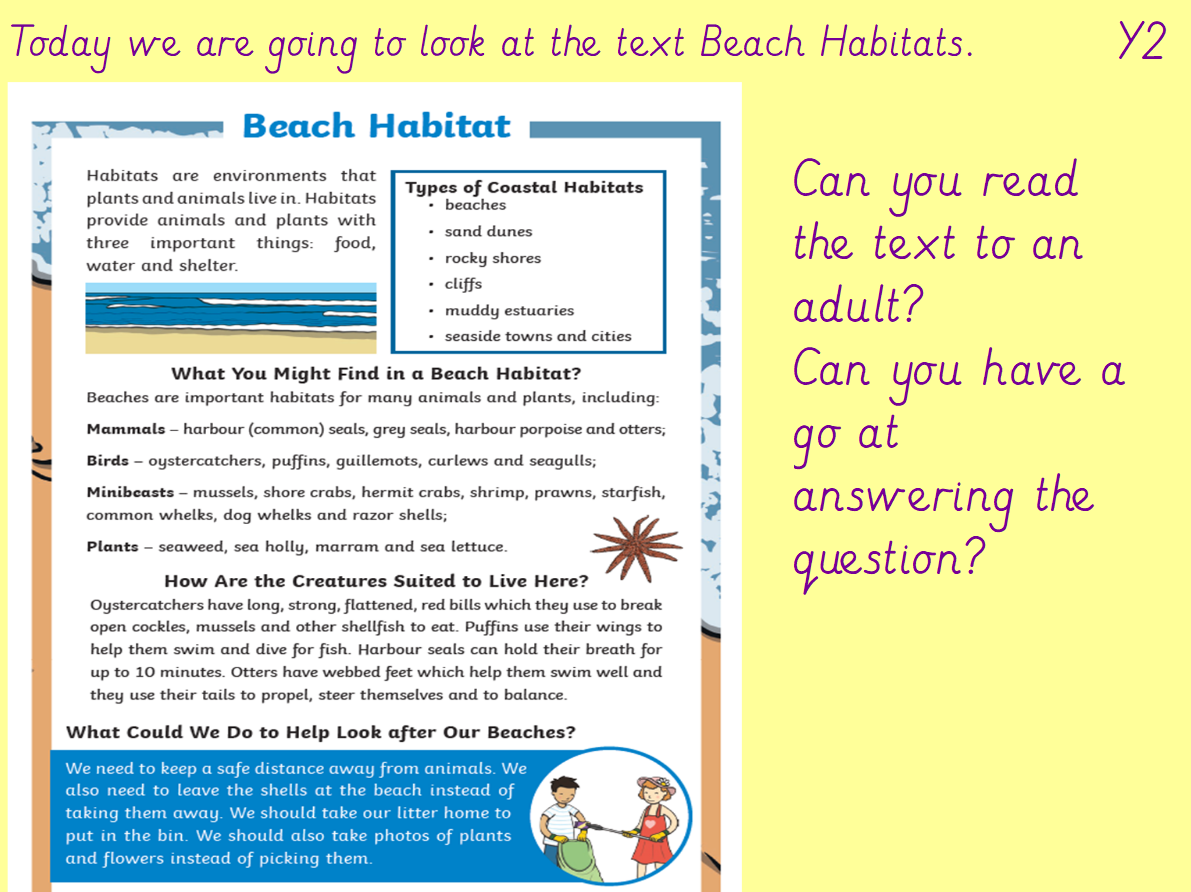 Today we are going to look at the text Beach Habitats.
Y2
Beach Habitat
Habitats are environments that
plants and animals live in. Habitats
provide animals and plants with
three important things: food,
water and shelter.
Types of Coastal Habitats
• beaches
• sand dunes
• rocky shores
• cliffs
• muddy estuaries
• seaside towns and cities
What You Might Find in a Beach Habitat?
Beaches are important habitats for many animals and plants, including:
Mammals – harbour (common) seals, grey seals, harbour porpoise and otters;
Birds – oystercatchers, puffins, guillemots, curlews and seagulls;
Minibeasts – mussels, shore crabs, hermit crabs, shrimp, prawns, starfish,
common whelks, dog whelks and razor shells;
Plants – seaweed, sea holly, marram and sea lettuce.
How Are the Creatures Suited to Live Here?
Oystercatchers have long, strong, flattened, red bills which they use to break
open cockles, mussels and other shellfish to eat. Puffins use their wings to
help them swim and dive for fish. Harbour seals can hold their breath for
up to 10 minutes. Otters have webbed feet which help them swim well and
they use their tails to propel, steer themselves and to balance.
What Could We Do to Help Look after Our Beaches?
We need to keep a safe distance away from animals. We
also need to leave the shells at the beach instead of
taking them away. We should take our litter home to
put in the bin. We should also take photos of plants
and flowers instead of picking them.
Can you read
the text to an
adult?
Can you have a
go at
answering the
question?